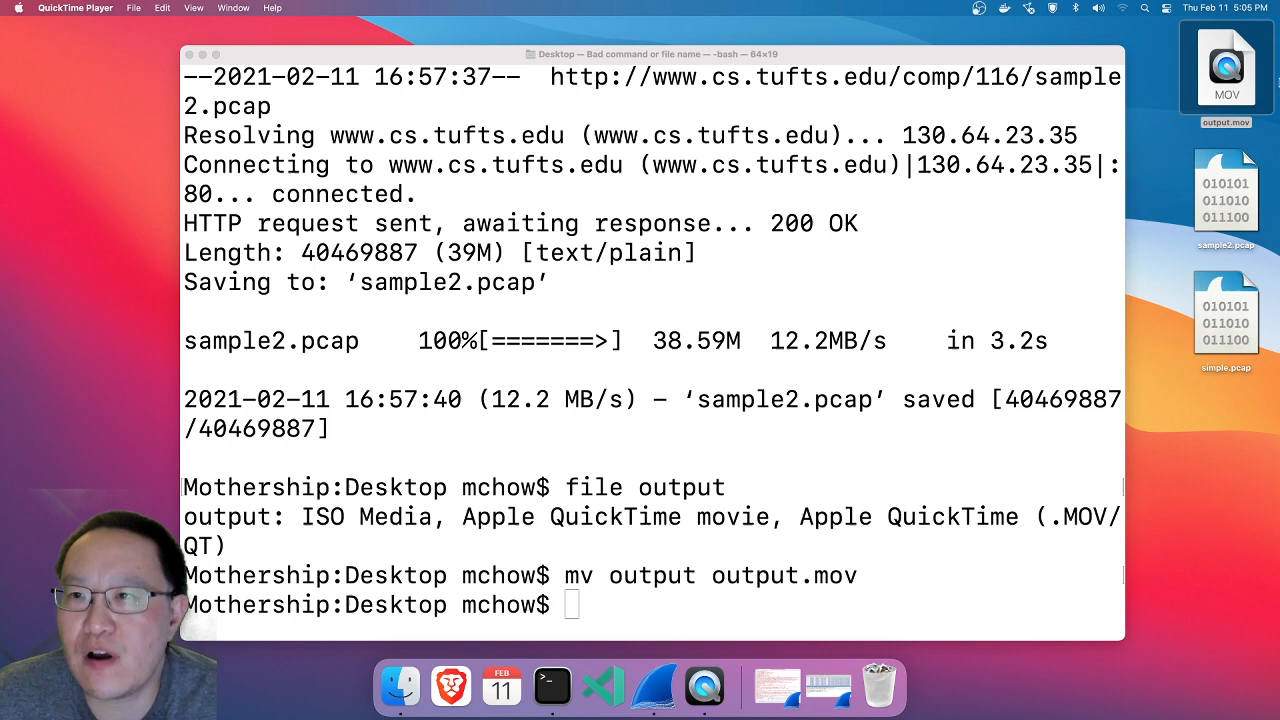 QuickTime Player File Edit View Window Help Thu Feb 11 5:05 PM
Desktop — Bad command or file name — -bash — 64×19
--2021-02-11 16:57:37--  http://www.cs.tufts.edu/comp/116/sample
2.pcap
Resolving www.cs.tufts.edu (www.cs.tufts.edu)... 130.64.23.35
Connecting to www.cs.tufts.edu (www.cs.tufts.edu)|130.64.23.35|:
80... connected.
HTTP request sent, awaiting response... 200 OK
Length: 40469887 (39M) [text/plain]
Saving to: ‘sample2.pcap’
sample2.pcap    100%[=======>]  38.59M  12.2MB/s    in 3.2s
2021-02-11 16:57:40 (12.2 MB/s) – ‘sample2.pcap’ saved [40469887
/40469887]
Mothership:Desktop mchow$ file output
output: ISO Media, Apple QuickTime movie, Apple QuickTime (.MOV/
QT)
Mothership:Desktop mchow$ mv output output.mov
Mothership:Desktop mchow$
MOV
output.mov
010101
011010
011100
sample2.pcap
010101
011010
011100
simple.pcap
FEB
11
>_